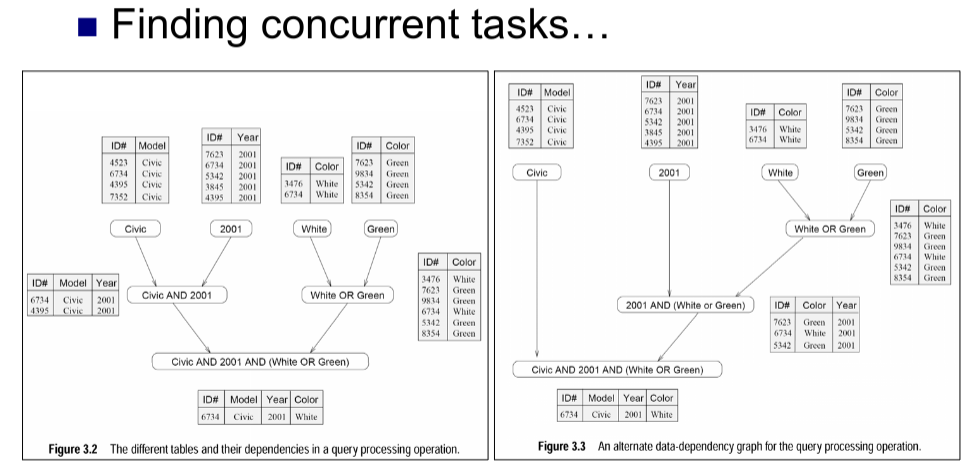 Finding concurrent tasks...
ID# Model
4523 Civic
6734 Civic
4395 Civic
7352 Civic
ID# Year
7623 2001
6734 2001
5342 2001
3845 2001
4395 2001
ID# Color
3476 White
6734 White
ID# Color
7623 Green
9834 Green
5342 Green
8354 Green
Civic
2001
White
Green
ID# Model Year
6734 Civic 2001
4395 Civic 2001
Civic AND 2001
White OR Green
ID# Color
3476 White
7623 Green
9834 Green
6734 White
5342 Green
8354 Green
Civic AND 2001 AND (White OR Green)
ID# Model Year Color
6734 Civic 2001 White
Figure 3.2 The different tables and their dependencies in a query processing operation.
ID# Model
4523 Civic
6734 Civic
4395 Civic
7352 Civic
ID# Year
7623 2001
6734 2001
5342 2001
3845 2001
4395 2001
ID# Color
3476 White
6734 White
ID# Color
7623 Green
9834 Green
5342 Green
8354 Green
Civic
2001
White
Green
White OR Green
ID# Color
3476 White
7623 Green
9834 Green
6734 White
5342 Green
8354 Green
2001 AND (White or Green)
ID# Color Year
7623 Green 2001
6734 White 2001
5342 Green 2001
Civic AND 2001 AND (White OR Green)
ID# Model Year Color
6734 Civic 2001 White
Figure 3.3 An alternate data-dependency graph for the query processing operation.